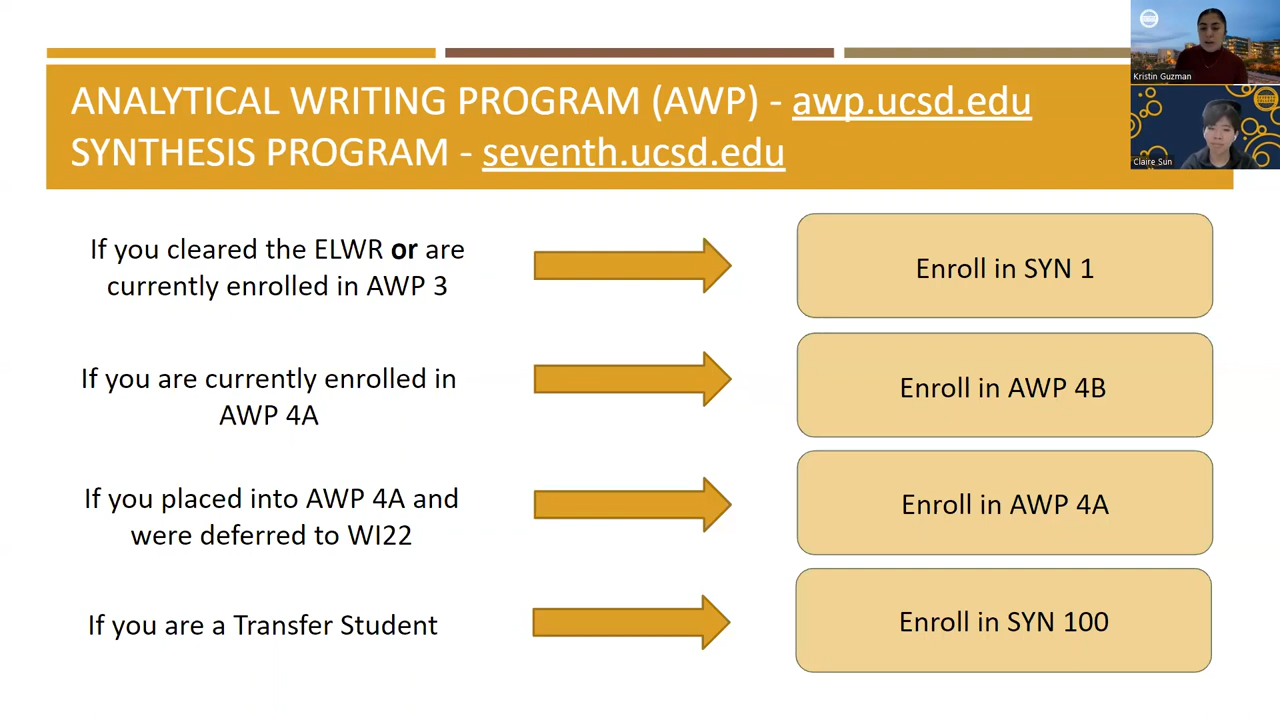 ANALYTICAL WRITING PROGRAM (AWP) - awp.ucsd.edu
SYNTHESIS PROGRAM - seventh.ucsd.edu
Kristin Guzman
Claire Sun
If you cleared the ELWR or are
currently enrolled in AWP 3
Enroll in SYN 1
If you are currently enrolled in
AWP 4A
Enroll in AWP 4B
If you placed into AWP 4A and
were deferred to WI22
Enroll in AWP 4A
If you are a Transfer Student
Enroll in SYN 100